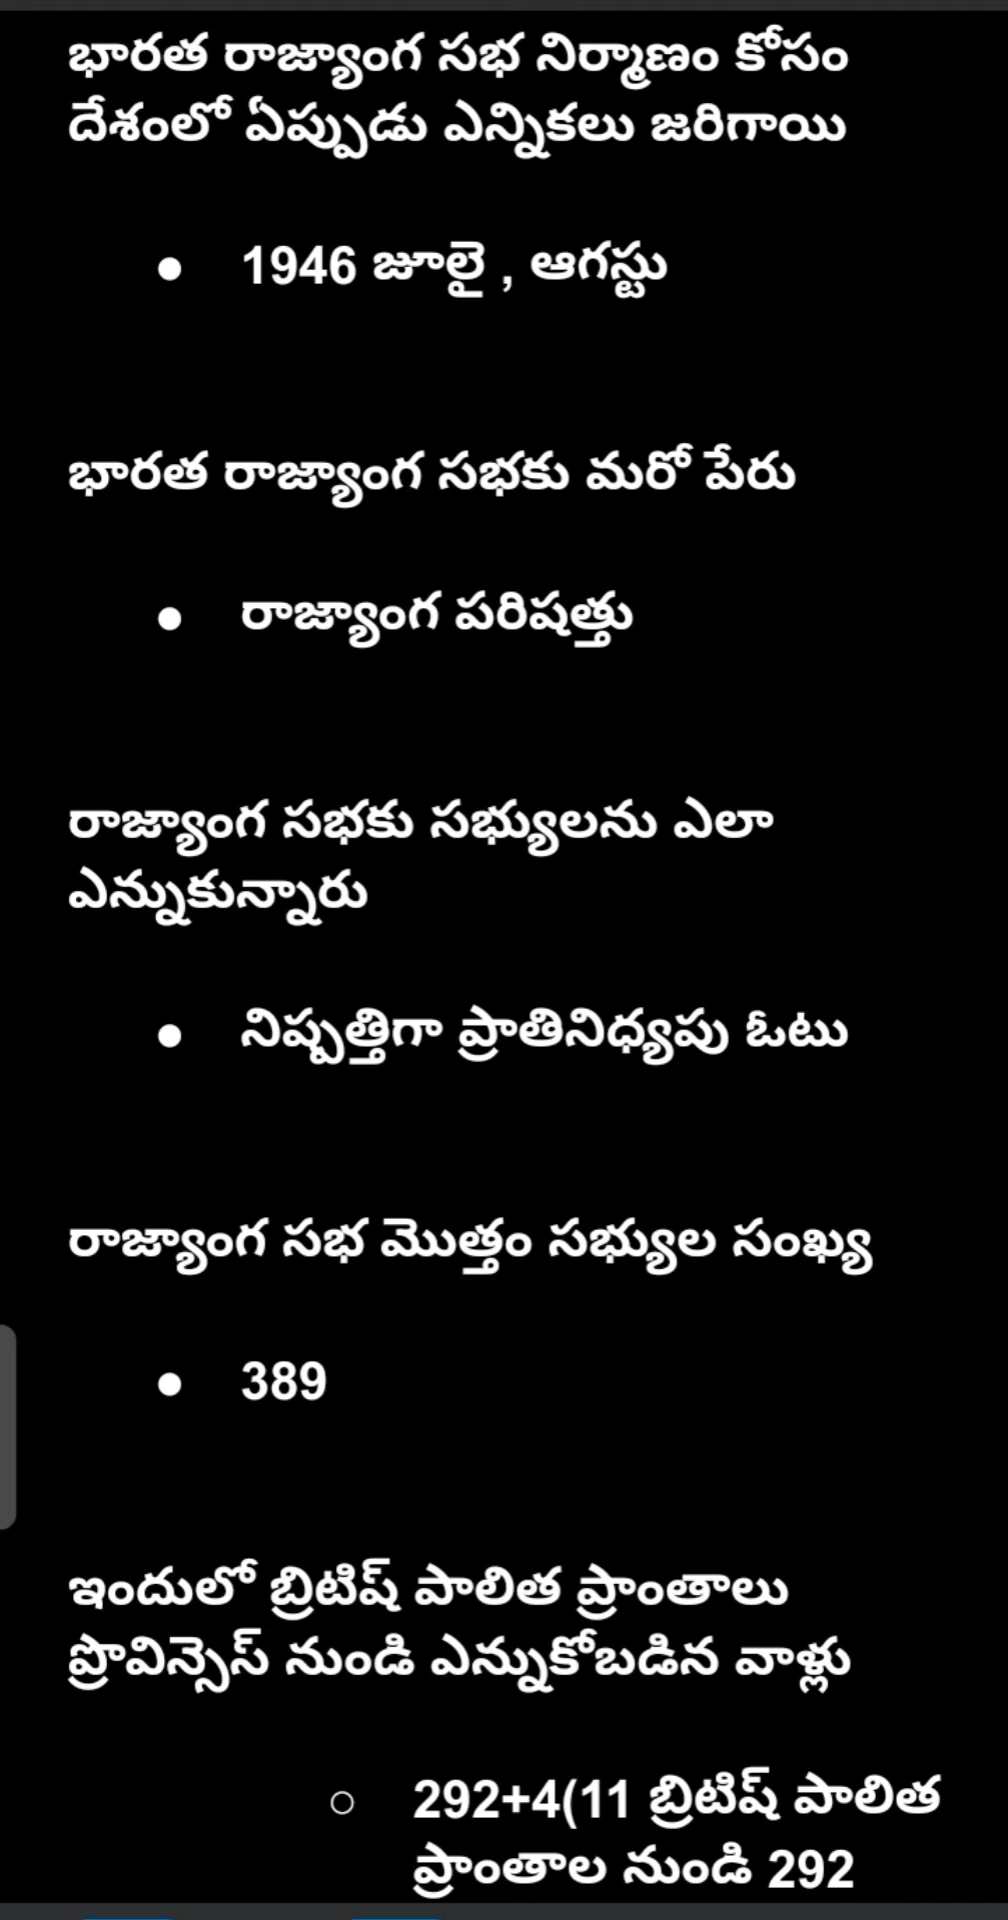 భారత రాజ్యాంగ సభ నిర్మాణం కోసం
దేశంలో ఏప్పుడు ఎన్నికలు జరిగాయి
● 1946 జూలై , ఆగస్టు
భారత రాజ్యాంగ సభకు మరో పేరు
● రాజ్యాంగ పరిషత్తు
రాజ్యాంగ సభకు సభ్యులను ఎలా
ఎన్నుకున్నారు
● నిష్పత్తిగా ప్రాతినిధ్యపు ఓటు
రాజ్యాంగ సభ మొత్తం సభ్యుల సంఖ్య
● 389
ఇందులో బ్రిటిష్ పాలిత ప్రాంతాలు
ప్రొవిన్సెస్ నుండి ఎన్నుకోబడిన వాళ్లు
○ 292+4(11 బ్రిటిష్ పాలిత
ప్రాంతాల నుండి 292